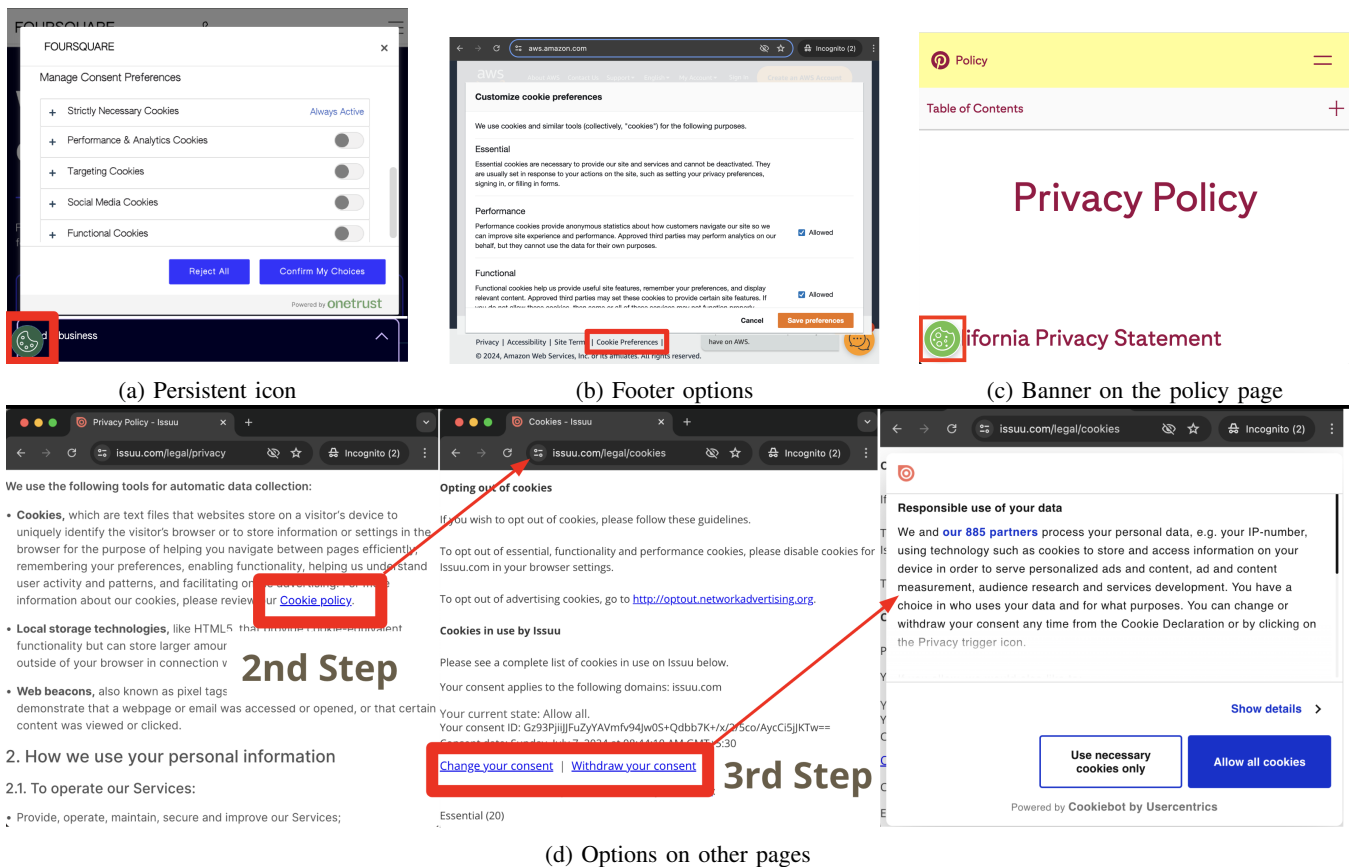 FOURSQUARE
FOURSQUARE
×
Manage Consent Preferences
+ Strictly Necessary Cookies Always Active
+ Performance & Analytics Cookies
+ Targeting Cookies
+ Social Media Cookies
+ Functional Cookies
Reject All Confirm My Choices
Powered by onetrust
business
(a) Persistent icon
aws.amazon.com Incognito (2)
aws
Customize cookie preferences
We use cookies and similar tools (collectively, "cookies") for the following purposes.
Essential
Essential cookies are necessary to provide our site and services and cannot be deactivated. They
are usually set in response to your actions on the site, such as setting your privacy preferences,
signing in, or filling in forms.
Performance
Performance cookies provide anonymous statistics about how customers navigate our site so we
can improve site experience and performance. Approved third parties may perform analytics on our
behalf, but they cannot use the data for their own purposes.
Allowed
Functional
Functional cookies help us provide useful site features, remember your preferences, and display
relevant content. Approved third parties may set these cookies to provide certain site features. If
you do not allow these cookies, then some or all of these services may not function properly.
Allowed
Cancel Save preferences
Privacy | Accessibility | Site Term | Cookie Preferences |
have on AWS.
© 2024, Amazon Web Services, Inc. or its affiliates. All rights reserved.
(b) Footer options
Policy
Table of Contents +
Privacy Policy
ifornia Privacy Statement
(c) Banner on the policy page
Privacy Policy - Issuu × +
issuu.com/legal/privacy Incognito (2)
We use the following tools for automatic data collection:
• Cookies, which are text files that websites store on a visitor's device to
uniquely identify the visitor's browser or to store information or settings in the
browser for the purpose of helping you navigate between pages efficiently,
remembering your preferences, enabling functionality, helping us understand
user activity and patterns, and facilitating online advertising. For more
information about our cookies, please review our Cookie policy.
• Local storage technologies, like HTML5, that provide cookie-equivalent
functionality but can store larger amour
outside of your browser in connection
• Web beacons, also known as pixel tags
demonstrate that a webpage or email was accessed or opened, or that certain
content was viewed or clicked.
2nd Step
2. How we use your personal information
2.1. To operate our Services:
• Provide, operate, maintain, secure and improve our Services;
Cookies - Issuu × +
issuu.com/legal/cookies Incognito (2)
Opting out of cookies
If you wish to opt out of cookies, please follow these guidelines.
To opt out of essential, functionality and performance cookies, please disable cookies for
Issuu.com in your browser settings.
To opt out of advertising cookies, go to http://optout.networkadvertising.org.
Cookies in use by Issuu
Please see a complete list of cookies in use on Issuu below.
Your consent applies to the following domains: issuu.com
Your current state: Allow all.
Change your consent | Withdraw your consent
3rd Step
Essential (20)
issuu.com/legal/cookies Incognito (2)
Responsible use of your data
We and our 885 partners process your personal data, e.g. your IP-number,
using technology such as cookies to store and access information on your
device in order to serve personalized ads and content, ad and content
measurement, audience research and services development. You have a
choice in who uses your data and for what purposes. You can change or
withdraw your consent any time from the Cookie Declaration or by clicking on
the Privacy trigger icon.
Show details
Use necessary
cookies only
Allow all cookies
Powered by Cookiebot by Usercentrics
(d) Options on other pages